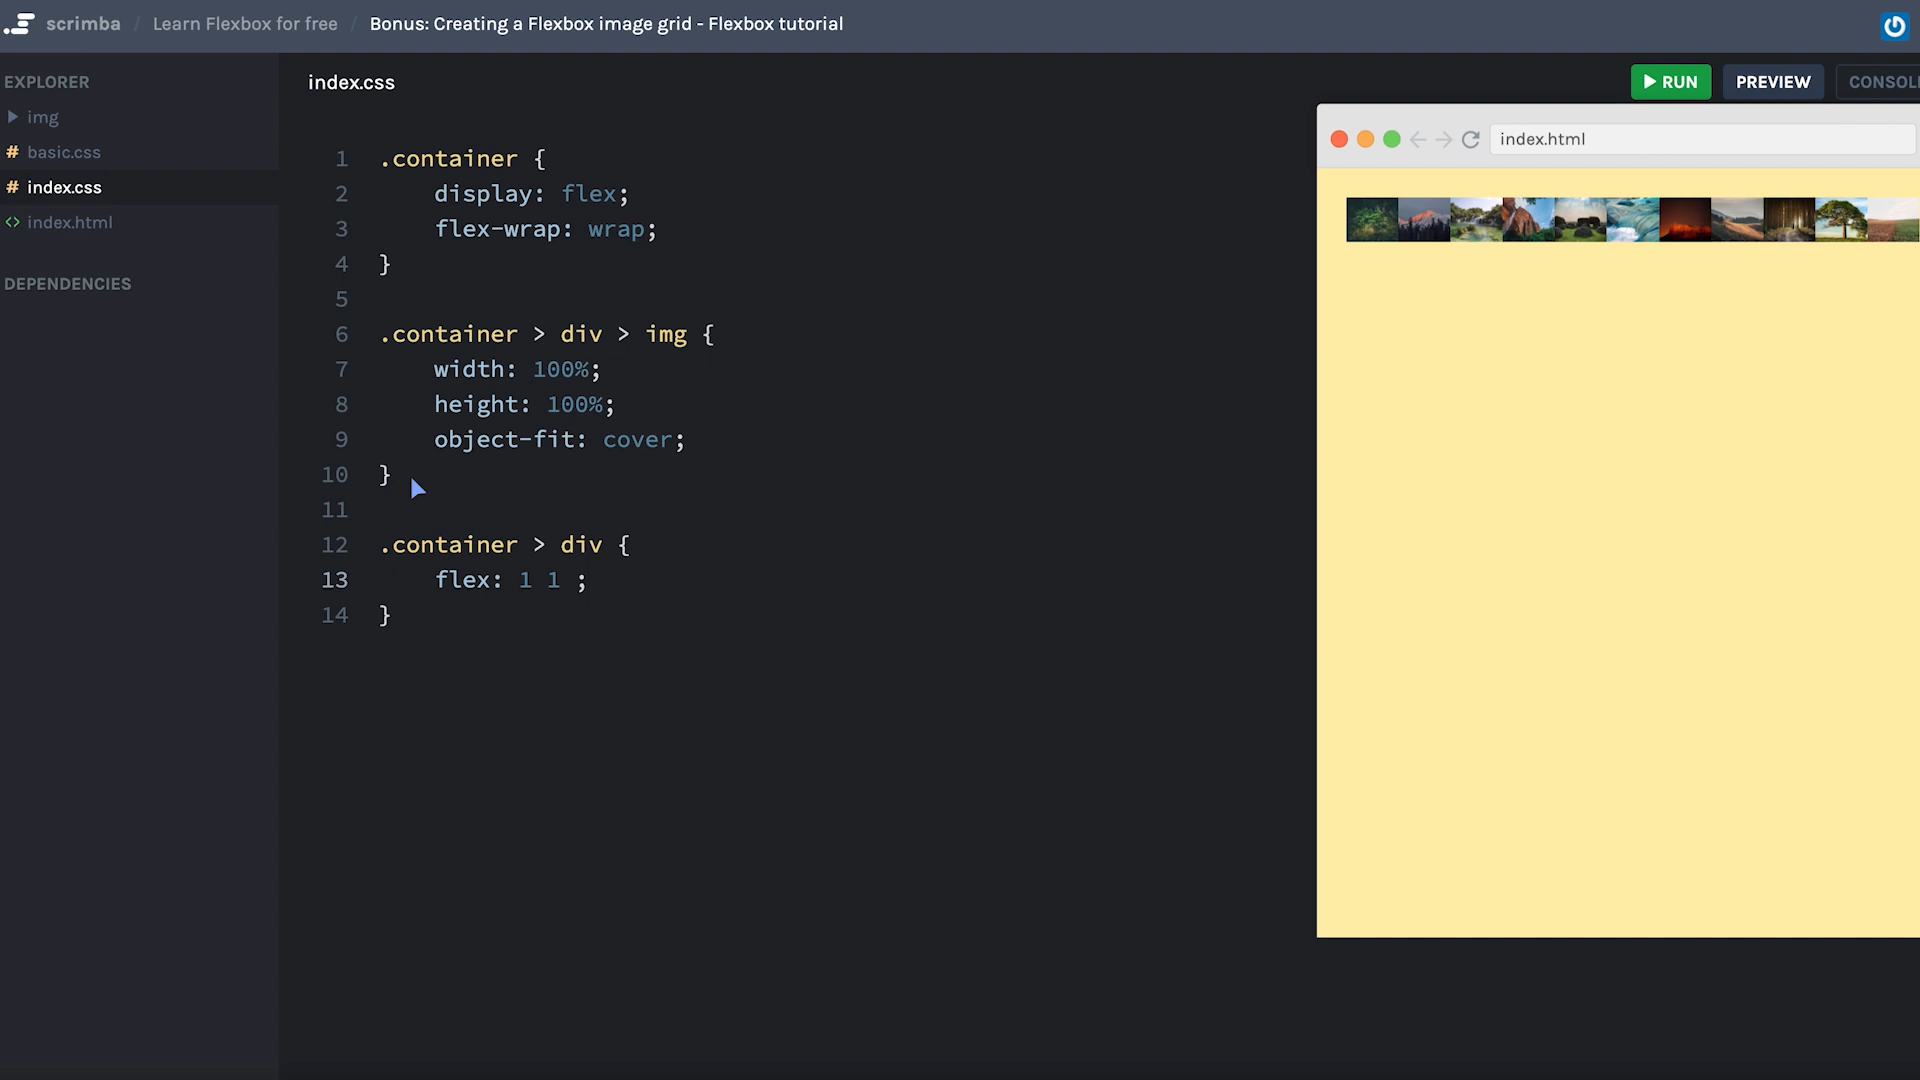 scrimba / Learn Flexbox for free / Bonus: Creating a Flexbox image grid - Flexbox tutorial
EXPLORER
img
# basic.css
# index.css
<> index.html
DEPENDENCIES
index.css
RUN PREVIEW CONSOL
index.html
1 .container {
2 display: flex;
3 flex-wrap: wrap;
4 }
5
6 .container > div > img {
7 width: 100%;
8 height: 100%;
9 object-fit: cover;
10 }
11
12 .container > div {
13 flex: 1 1 ;
14 }